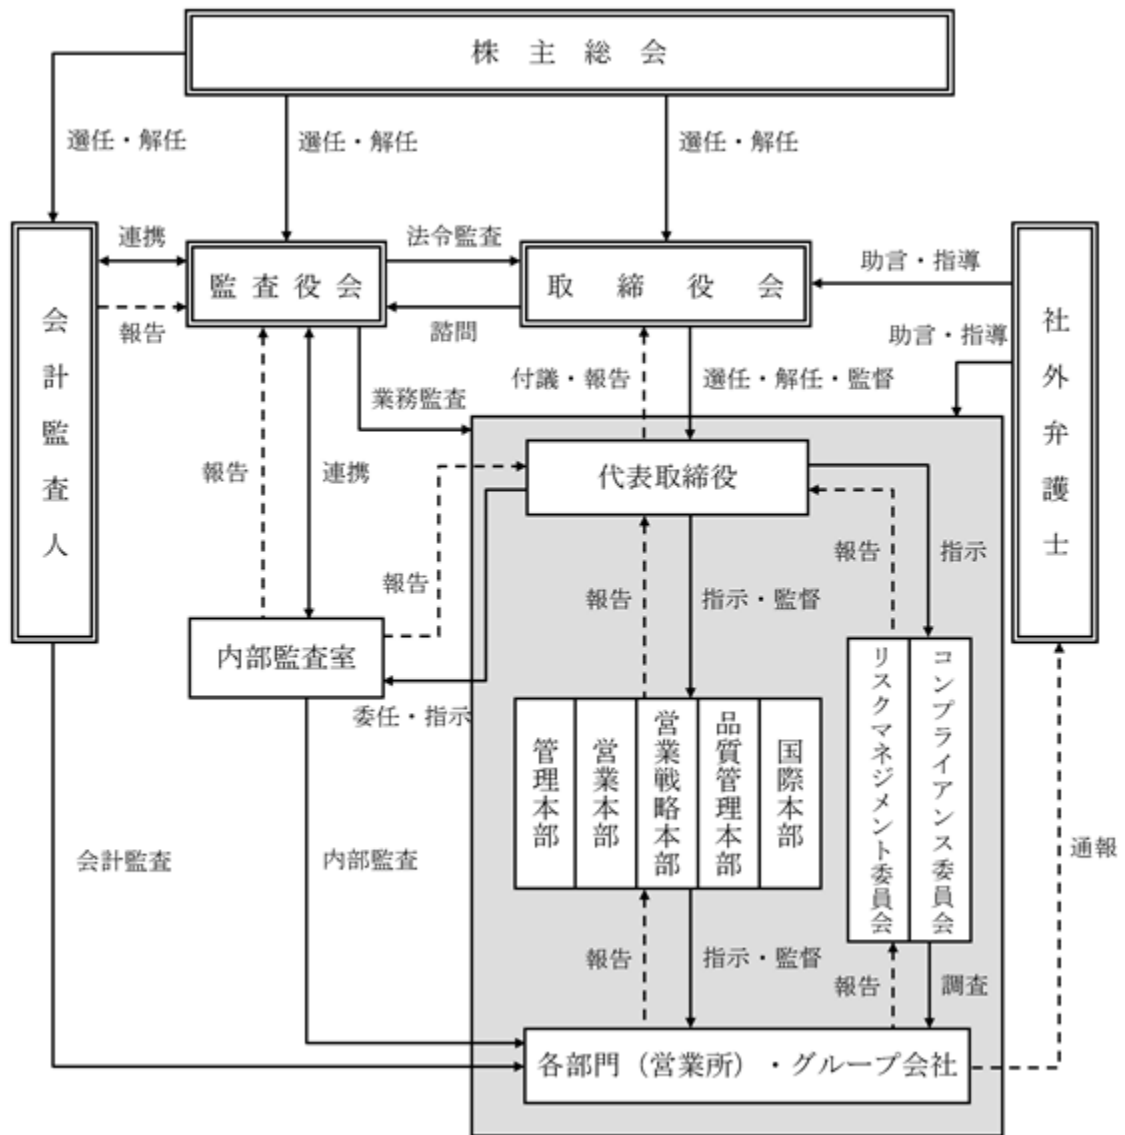 株主総会
選任・解任
選任・解任
選任・解任
連携
法令監査
助言・指導
監査役会
取締役会
会計監査人
社外弁護士
報告
諮問
助言・指導
付議・報告
選任・解任・監督
業務監査
報告
連携
代表取締役
報告
指示
報告
報告
指示・監督
内部監査室
委任・指示
管理本部
営業本部
営業戦略本部
品質管理本部
国際本部
リスクマネジメント委員会
コンプライアンス委員会
会計監査
内部監査
通報
報告
指示・監督
報告
調査
各部門（営業所）・グループ会社